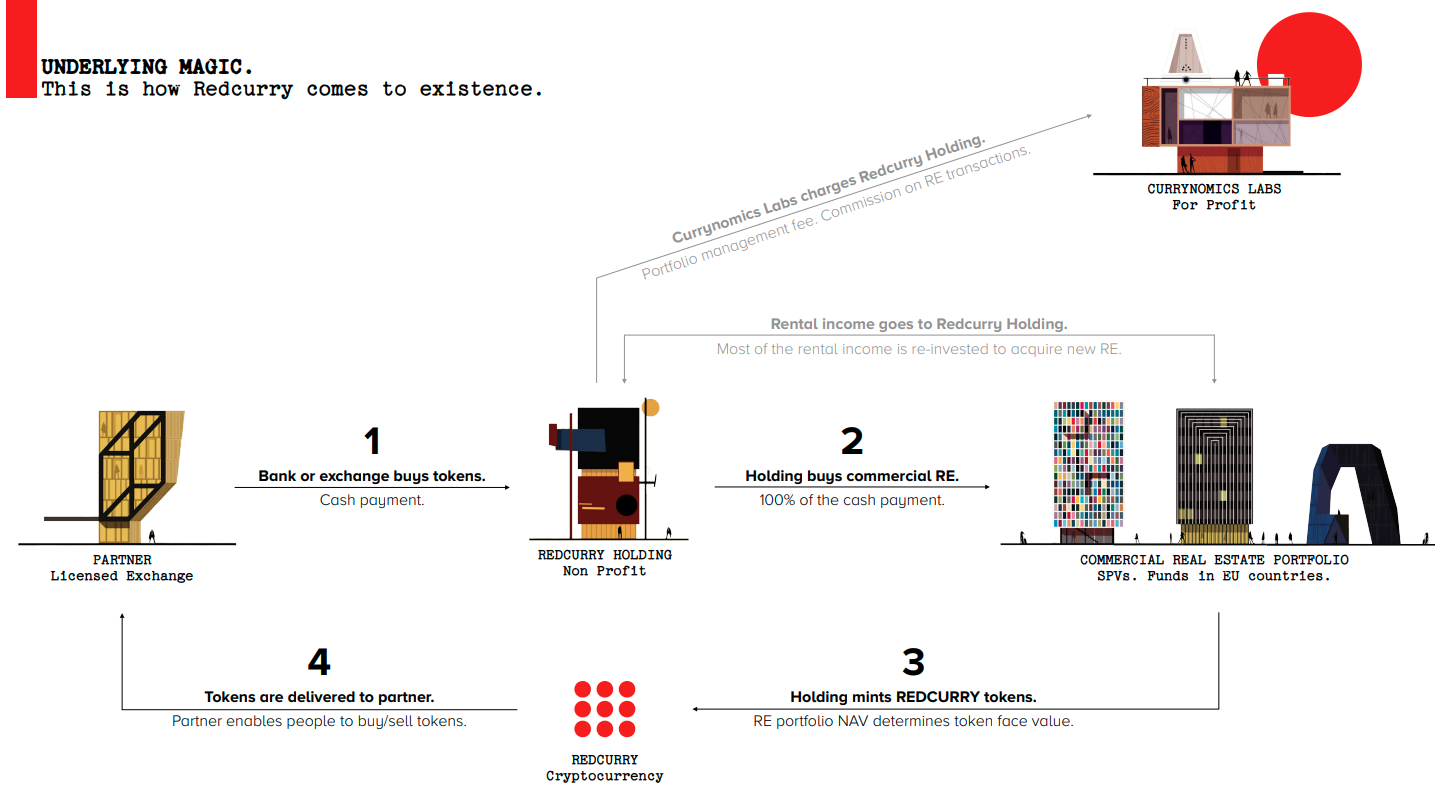 UNDERLYING MAGIC.
This is how Redcurry comes to existence.
CURRYNOMICS LABS
For Profit
Currynomics Labs charges Redcurry Holding.
Portfolio management fee. Commission on RE transactions.
Rental income goes to Redcurry Holding.
Most of the rental income is re-invested to acquire new RE.
1
Bank or exchange buys tokens.
Cash payment.
2
Holding buys commercial RE.
100% of the cash payment.
PARTNER
Licensed Exchange
REDCURRY HOLDING
Non Profit
COMMERCIAL REAL ESTATE PORTFOLIO
SPVs. Funds in EU countries.
4
Tokens are delivered to partner.
Partner enables people to buy/sell tokens.
3
Holding mints REDCURRY tokens.
RE portfolio NAV determines token face value.
REDCURRY
Cryptocurrency